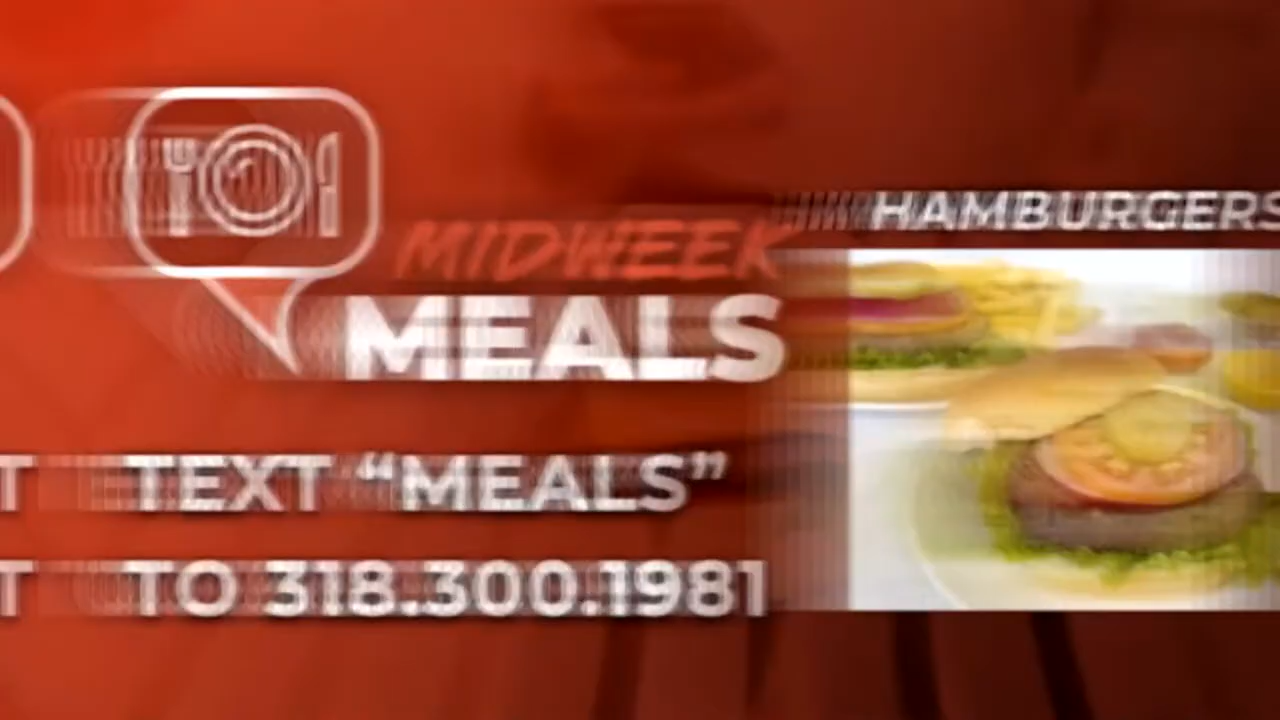 MIDWEEK
MEALS
HAMBURGERS
T TEXT “MEALS”
T TO 318.300.1981